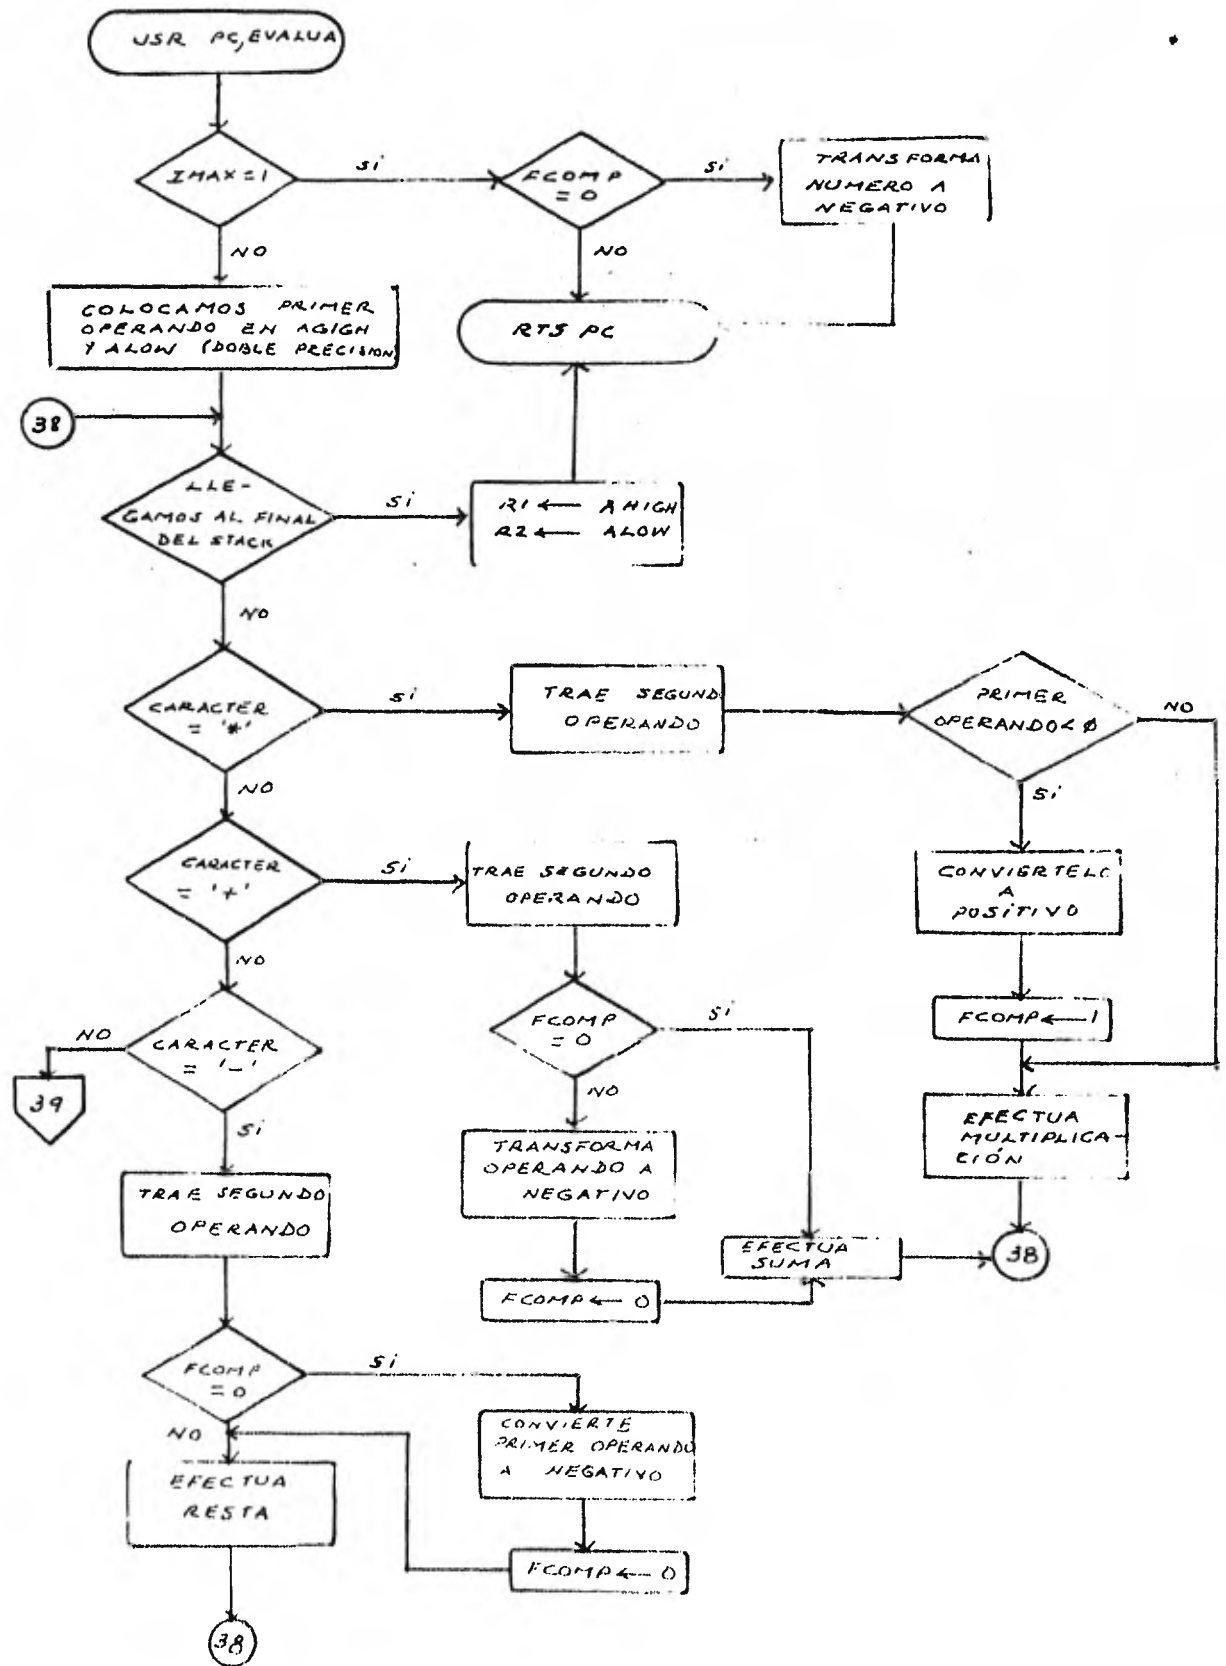 JSR PC, EVALUA
IMAX = 1
Si
FCOMP
= 0
Si
TRANSFORMA
NUMERO A
NEGATIVO
NO
NO
COLOCAMOS PRIMER
OPERANDO EN AGIGH
Y ALOW (DOBLE PRECISION
RTS PC
38
LLE-
GAMOS AL FINAL
DEL STACK
Si
R1 ← AHIGH
R2 ← ALOW
NO
CARACTER
= '*'
Si
TRAE SEGUND
OPERANDO
PRIMER
OPERANDO < Ø
NO
NO
Si
CARACTER
= '+'
Si
TRAE SEGUNDO
OPERANDO
CONVIERTELO
A
POSITIVO
NO
FCOMP ← 1
CARACTER
= '-'
NO
39
FCOMP
= 0
Si
NO
Si
EFECTUA
MULTIPLICA-
CIÓN
TRANSFORMA
OPERANDO A
NEGATIVO
TRAE SEGUNDO
OPERANDO
EFECTUA
SUMA
38
FCOMP ← 0
FCOMP
= 0
Si
NO
CONVIERTE
PRIMER OPERANDO
A NEGATIVO
EFECTUA
RESTA
FCOMP ← 0
38